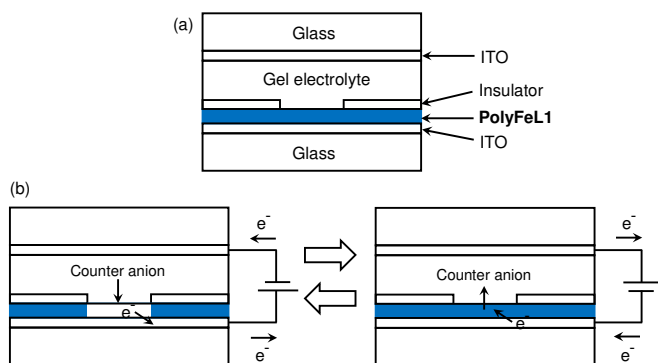 (a)
Glass
ITO
Gel electrolyte
Insulator
PolyFeL1
ITO
Glass
(b)
e-
e-
Counter anion
Counter anion
e-
e-
e-
e-